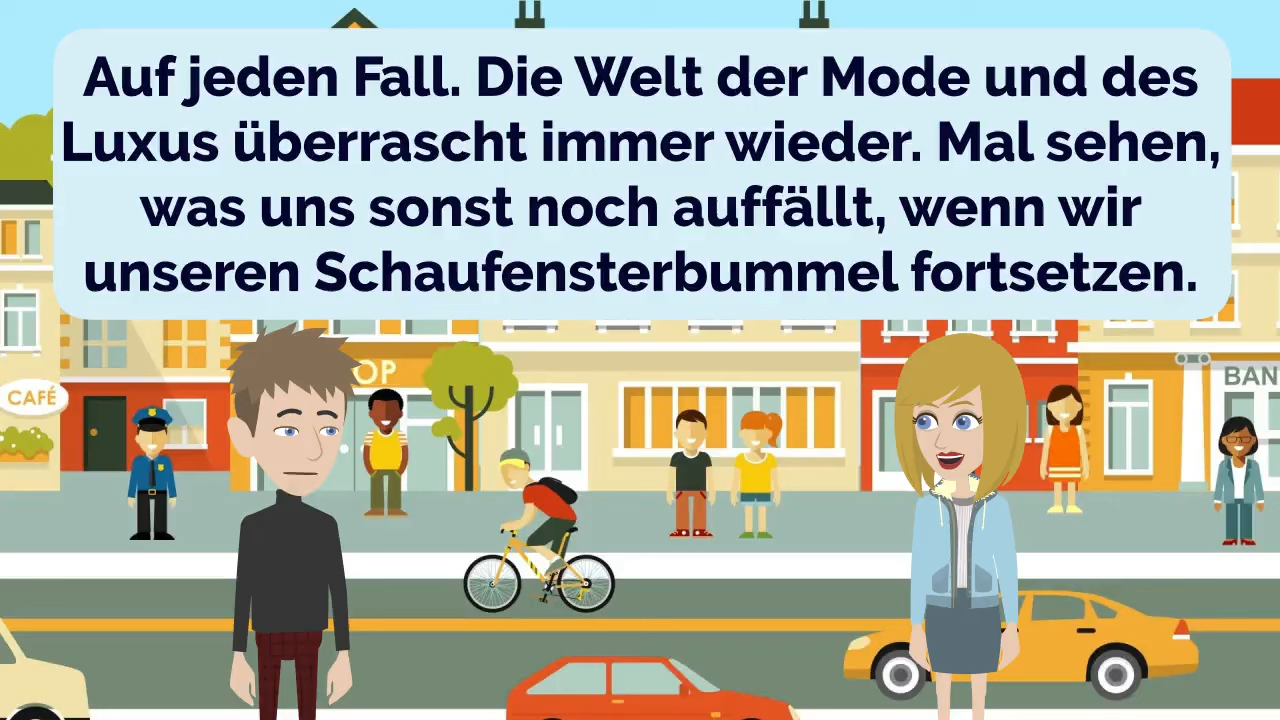 Auf jeden Fall. Die Welt der Mode und des
Luxus überrascht immer wieder. Mal sehen,
was uns sonst noch auffällt, wenn wir
unseren Schaufensterbummel fortsetzen.
OP
CAFÉ
BAN